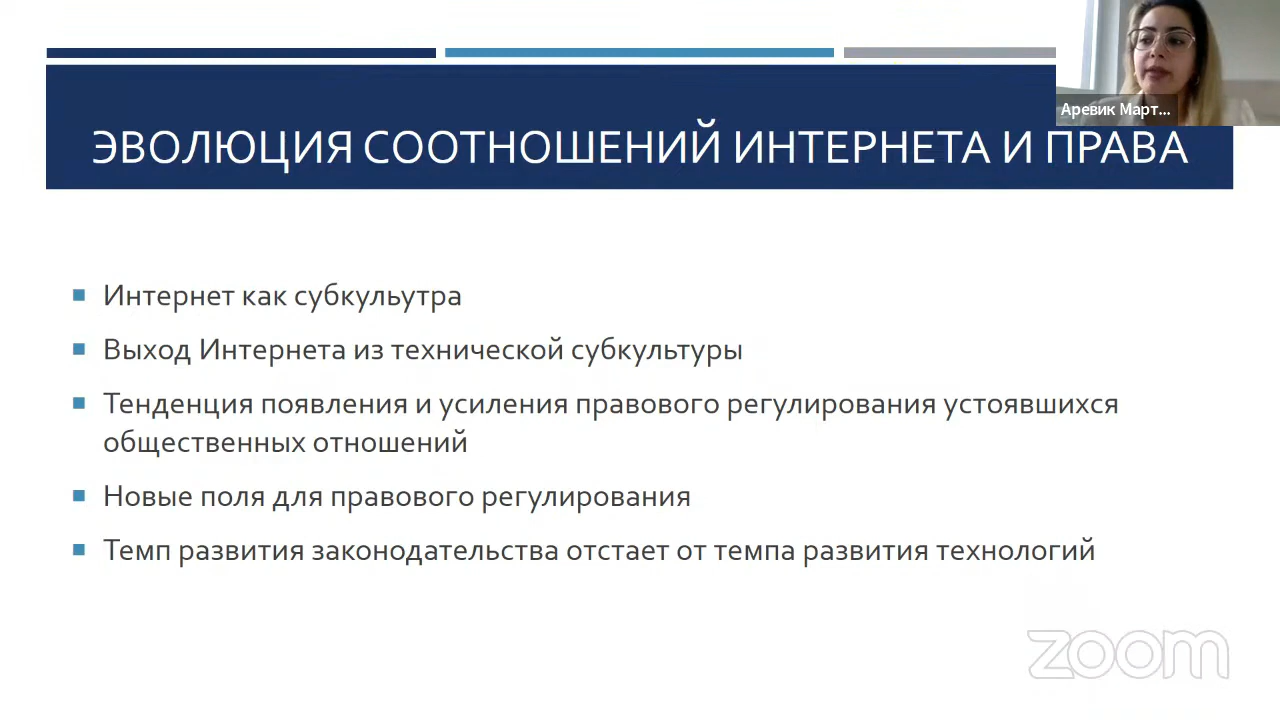 Аревик Март...
ЭВОЛЮЦИЯ СООТНОШЕНИЙ ИНТЕРНЕТА И ПРАВА
Интернет как субкульутра
Выход Интернета из технической субкультуры
Тенденция появления и усиления правового регулирования устоявшихся
общественных отношений
Новые поля для правового регулирования
Темп развития законодательства отстает от темпа развития технологий
zoom